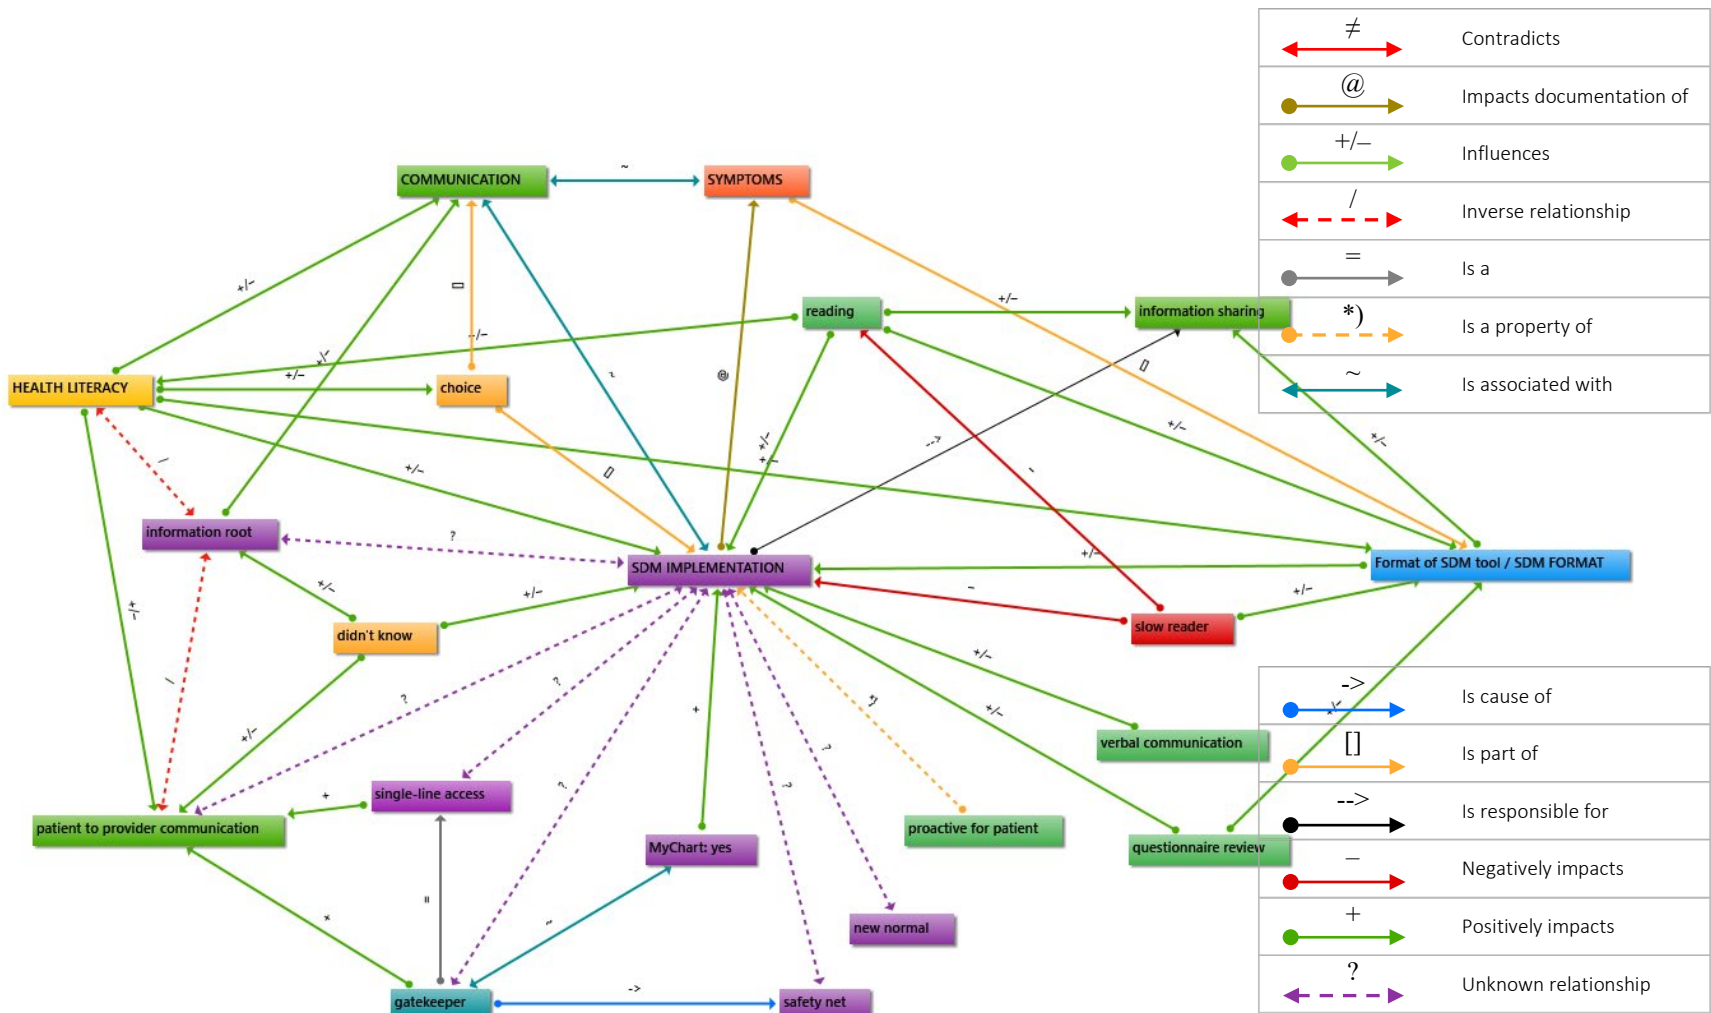 ≠
Contradicts
@
Impacts documentation of
+/–
Influences
/
Inverse relationship
=
Is a
*)
Is a property of
~
Is associated with
COMMUNICATION
~
SYMPTOMS
+/–
[]
+/–
~
@
reading
+/–
information sharing
+/–
[]
HEALTH LITERACY
+/–
choice
+/–
+/–
+/–
-->
+/–
+/–
/
+/–
[]
–
information root
?
SDM IMPLEMENTATION
+/–
Format of SDM tool / SDM FORMAT
+/–
+/–
+/–
–
+/–
didn't know
slow reader
/
+/–
?
?
+
*)
+/–
+/–
+/–
verbal communication
?
?
?
single-line access
+
patient to provider communication
MyChart: yes
proactive for patient
questionnaire review
=
+
~
new normal
gatekeeper
->
safety net
->
Is cause of
[]
Is part of
-->
Is responsible for
–
Negatively impacts
+
Positively impacts
?
Unknown relationship